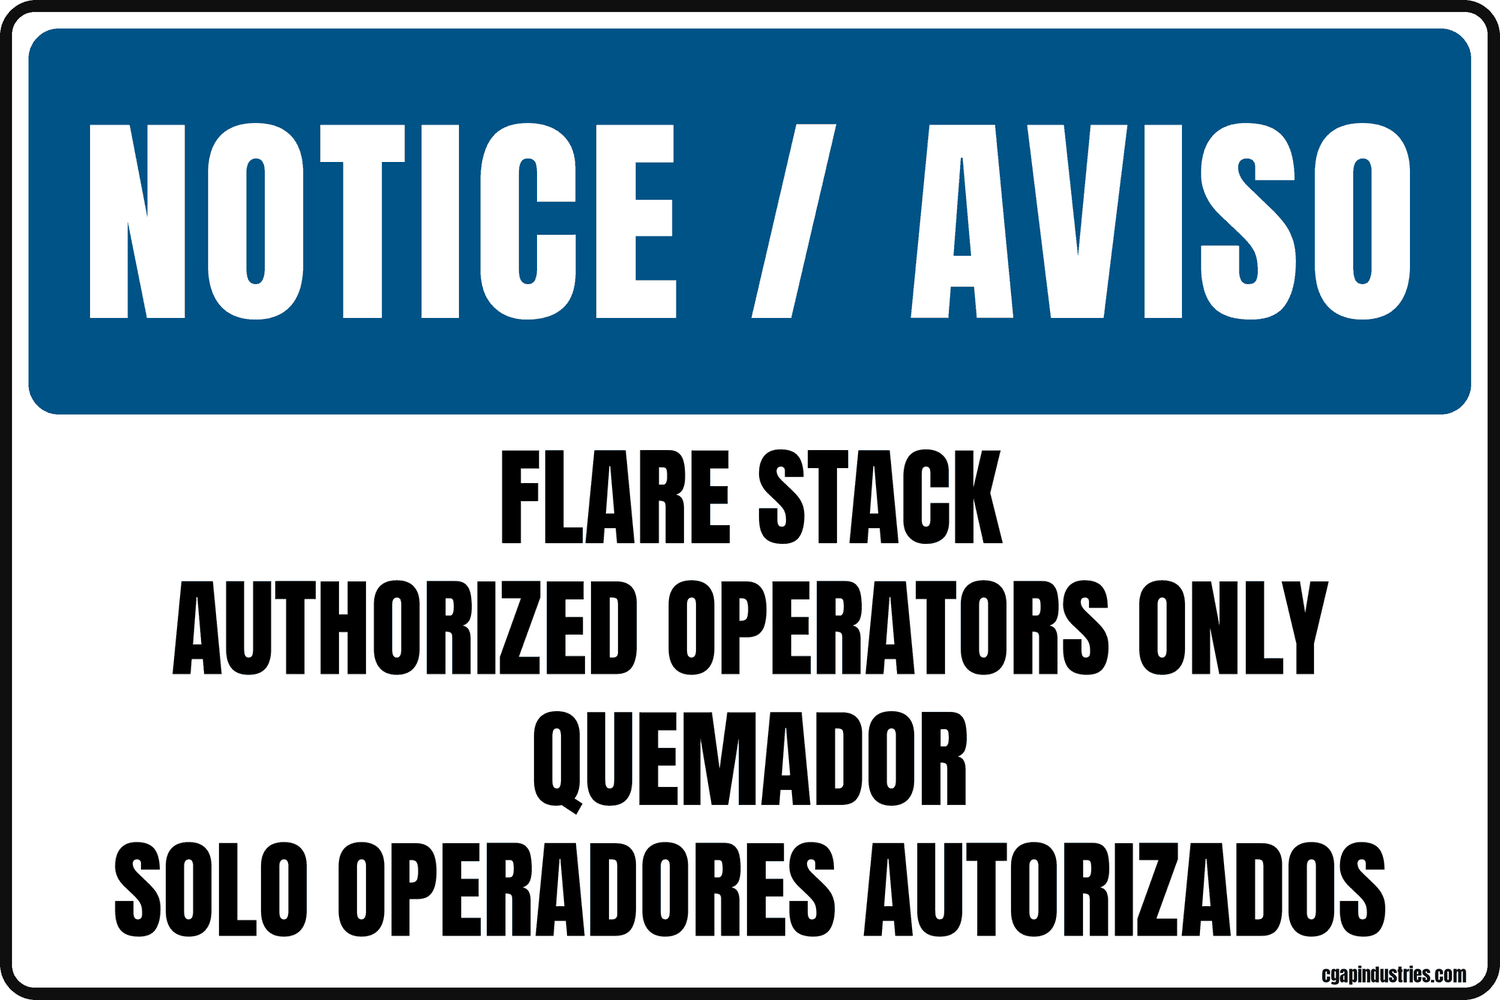 NOTICE / AVISO
FLARE STACK
AUTHORIZED OPERATORS ONLY
QUEMADOR
SOLO OPERADORES AUTORIZADOS
cgapindustries.com